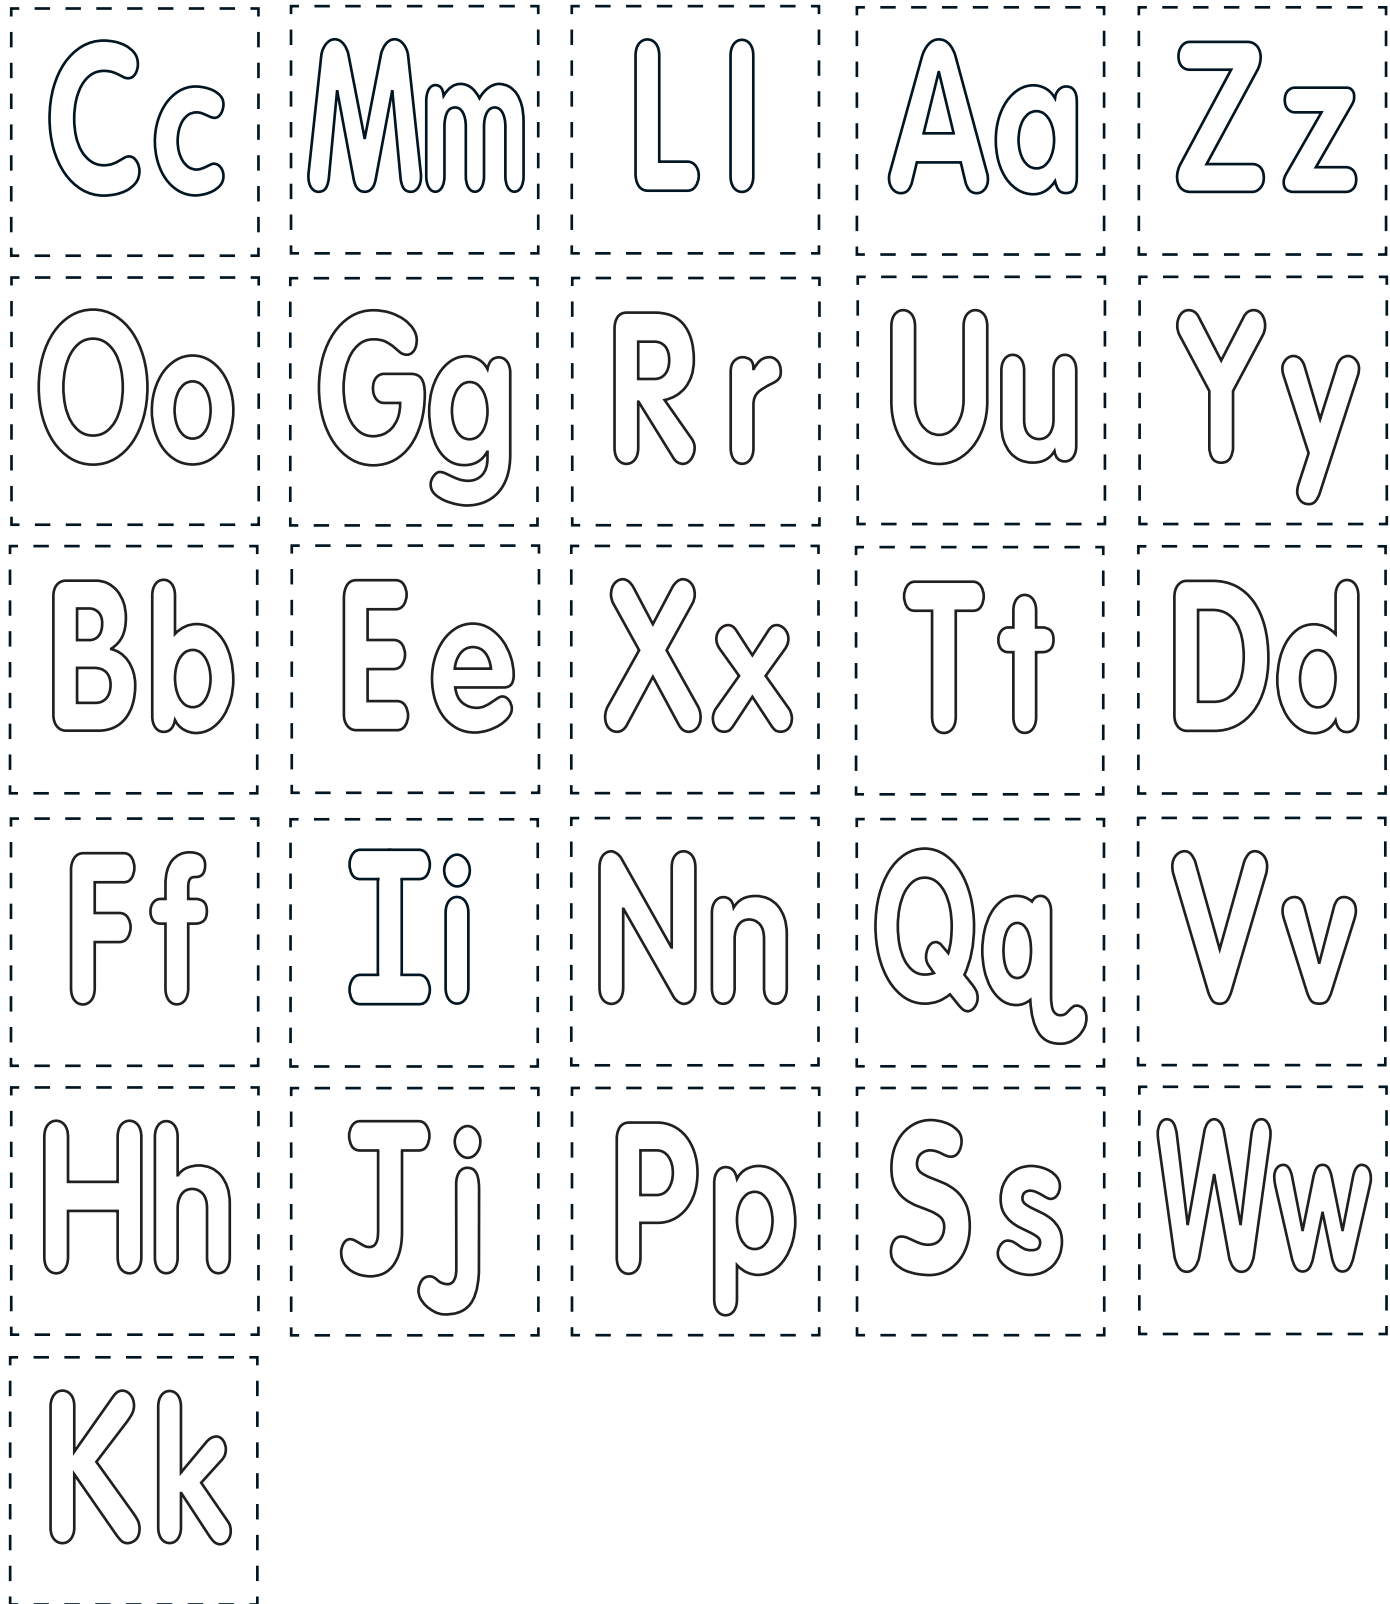 Cc Mm Ll Aa Zz
Oo Gg Rr Uu Yy
Bb Ee Xx Tt Dd
Ff Ii Nn Qq Vv
Hh Jj Pp Ss Ww
Kk